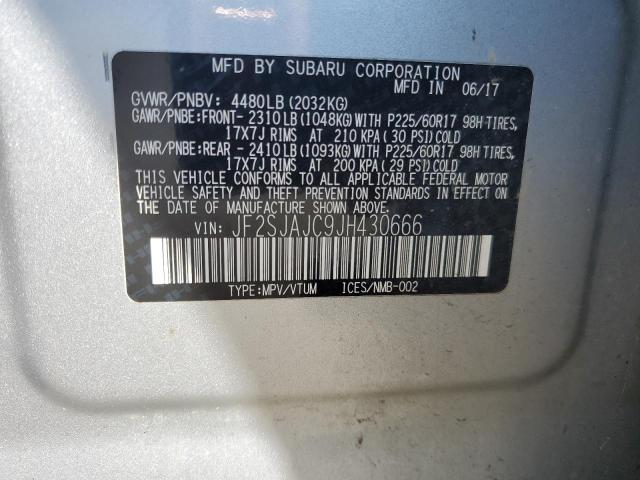 MFD BY SUBARU CORPORATION
MFD IN 06/17
GVWR/PNBV: 4480LB(2032KG)
GAWR/PNBE:FRONT- 2310LB(1048KG)WITH P225/60R17 98H TIRES,
17X7J RIMS AT 210 KPA(30 PSI)COLD
GAWR/PNBE:REAR - 2410LB(1093KG)WITH P225/60R17 98H TIRES,
17X7J RIMS AT 200 KPA(29 PSI)COLD
THIS VEHICLE CONFORMS TO ALL APPLICABLE FEDERAL MOTOR
VEHICLE SAFETY AND THEFT PREVENTION STANDARDS IN EFFECT ON
THE DATE OF MANUFACTURE SHOWN ABOVE.
VIN: JF2SJAJC9JH430666
TYPE:MPV/VTUM ICES/NMB-002